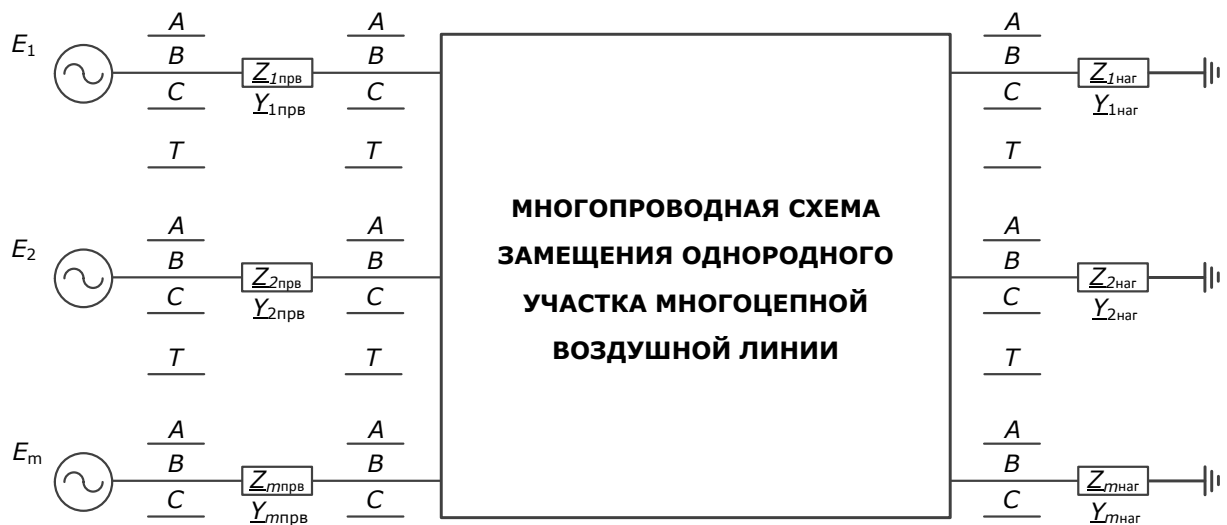 A A A
E1 B Z1прв B B Z1наг
C Y1прв C C Y1наг
T T T
МНОГОПРОВОДНАЯ СХЕМА
ЗАМЕЩЕНИЯ ОДНОРОДНОГО
УЧАСТКА МНОГОЦЕПНОЙ
ВОЗДУШНОЙ ЛИНИИ
A A A
E2 B Z2прв B B Z2наг
C Y2прв C C Y2наг
T T T
A A A
Em B Zmпрв B B Zmнаг
C Ymпрв C C Ymнаг